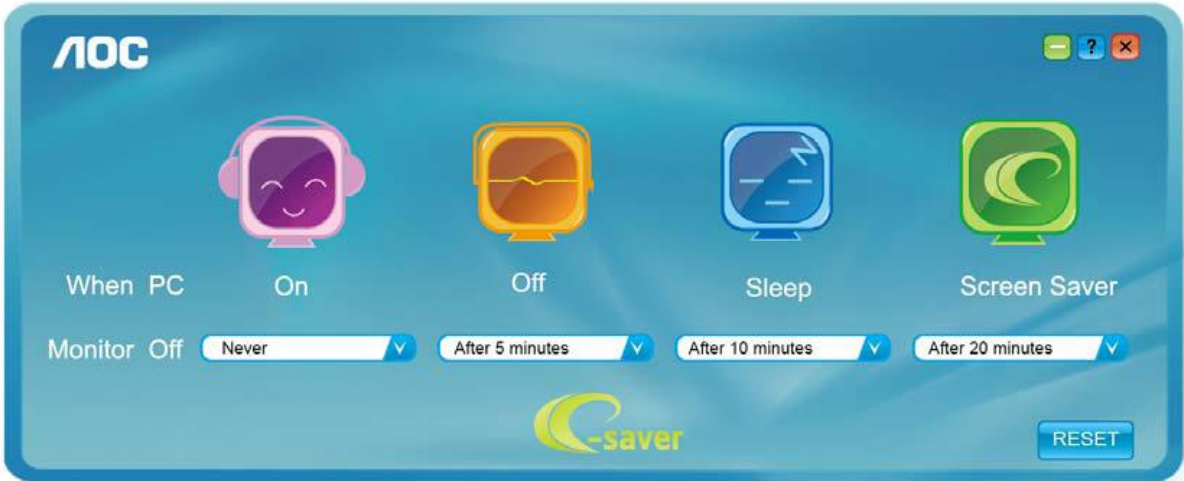 AOC
?
When PC On Off Sleep Screen Saver
Monitor Off Never After 5 minutes After 10 minutes After 20 minutes
e-saver
RESET